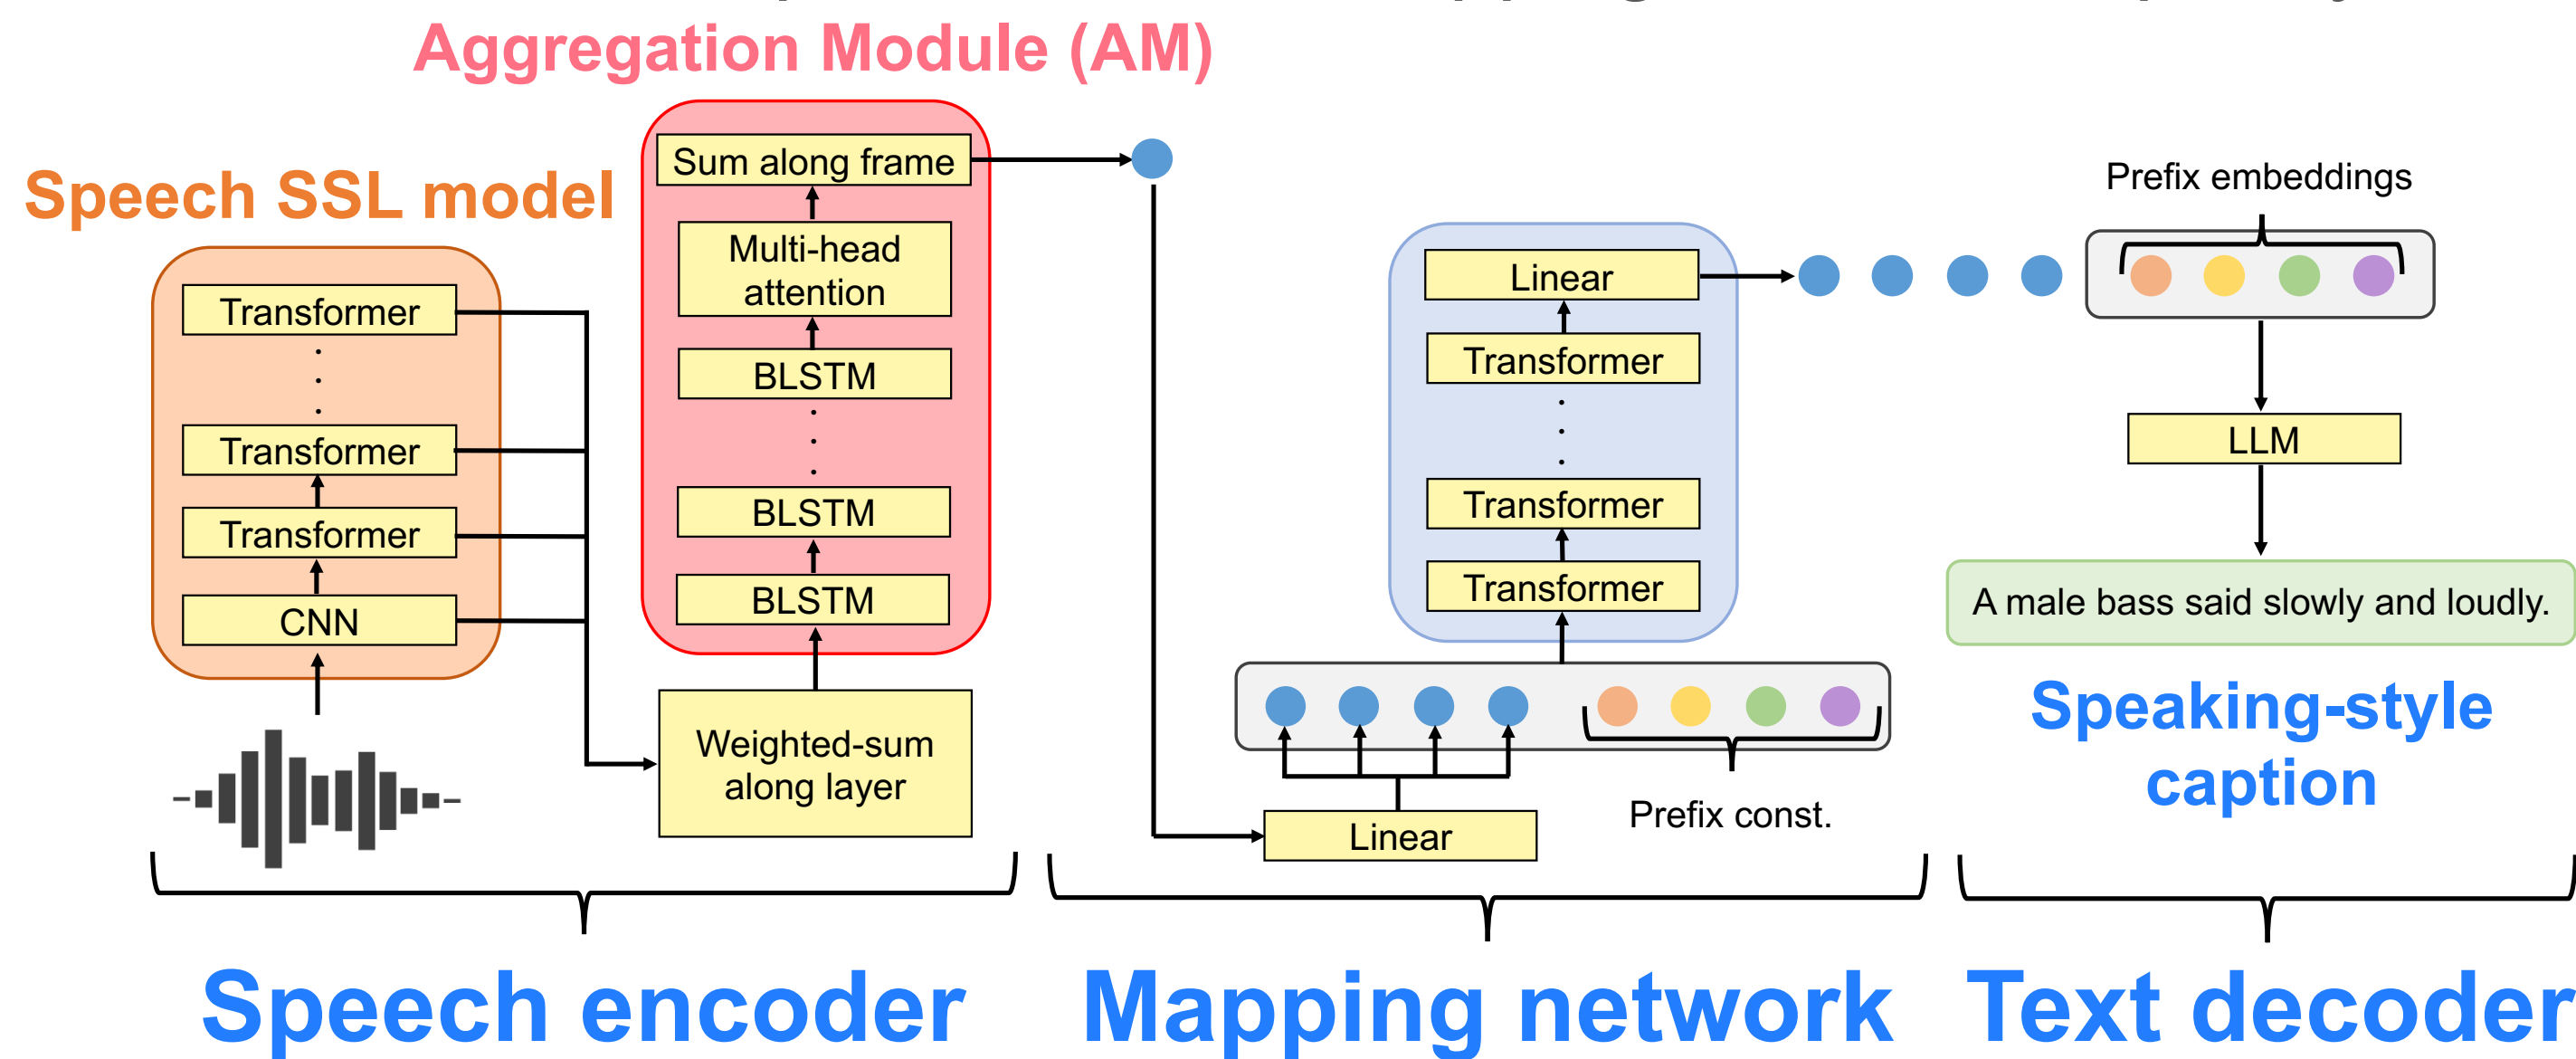 Aggregation Module (AM)
Speech SSL model
Transformer
Transformer
Transformer
CNN
Sum along frame
Multi-head
attention
BLSTM
BLSTM
BLSTM
Weighted-sum
along layer
Linear
Transformer
Transformer
Transformer
Prefix const.
Linear
Prefix embeddings
LLM
A male bass said slowly and loudly.
Speaking-style
caption
Speech encoder
Mapping network
Text decoder